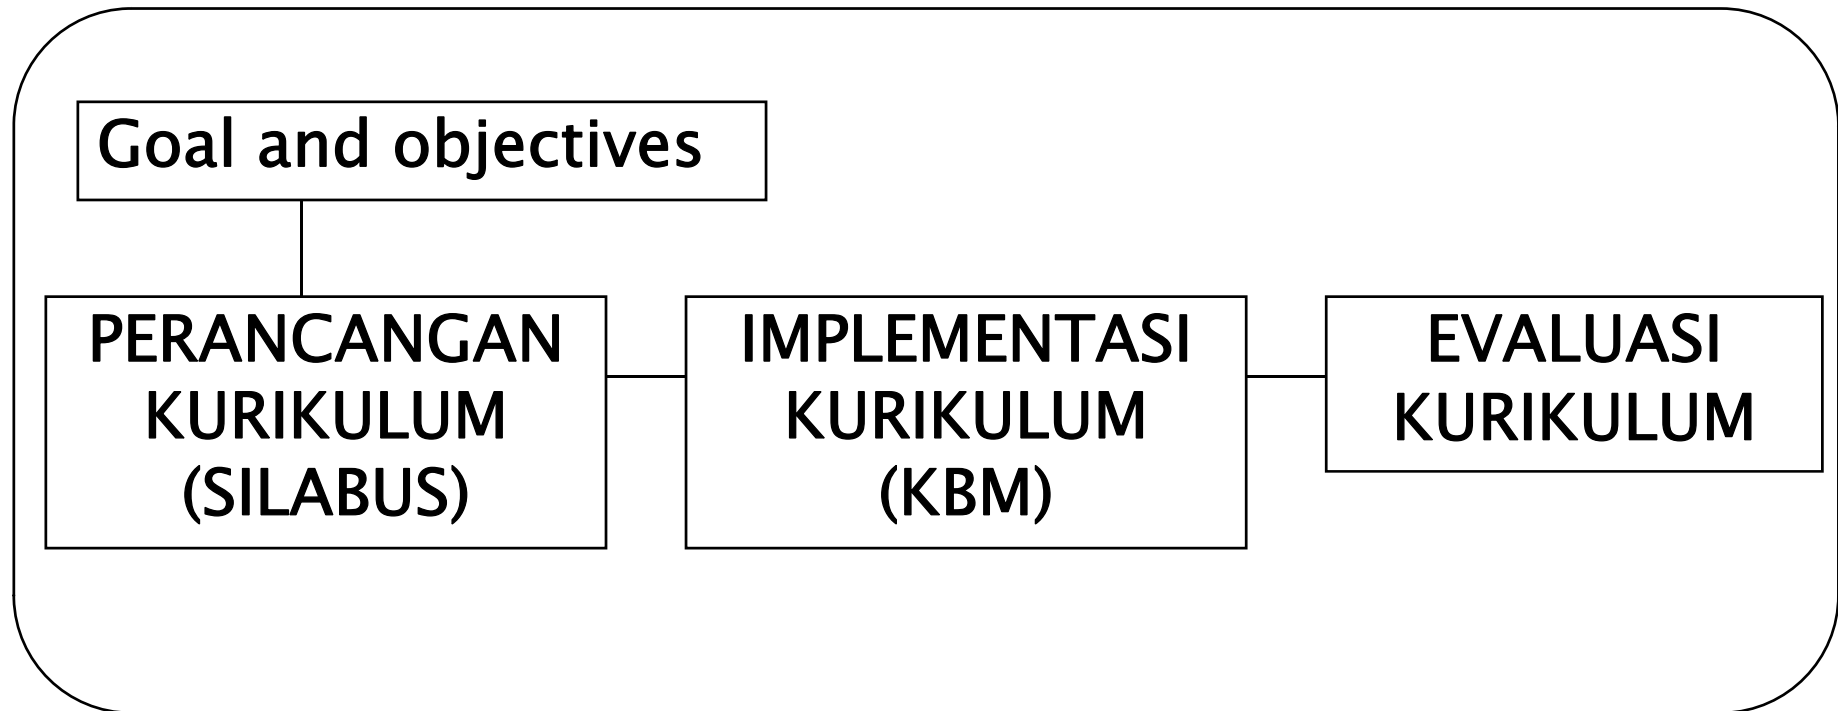 Goal and objectives
PERANCANGAN
KURIKULUM
(SILABUS)
IMPLEMENTASI
KURIKULUM
(KBM)
EVALUASI
KURIKULUM